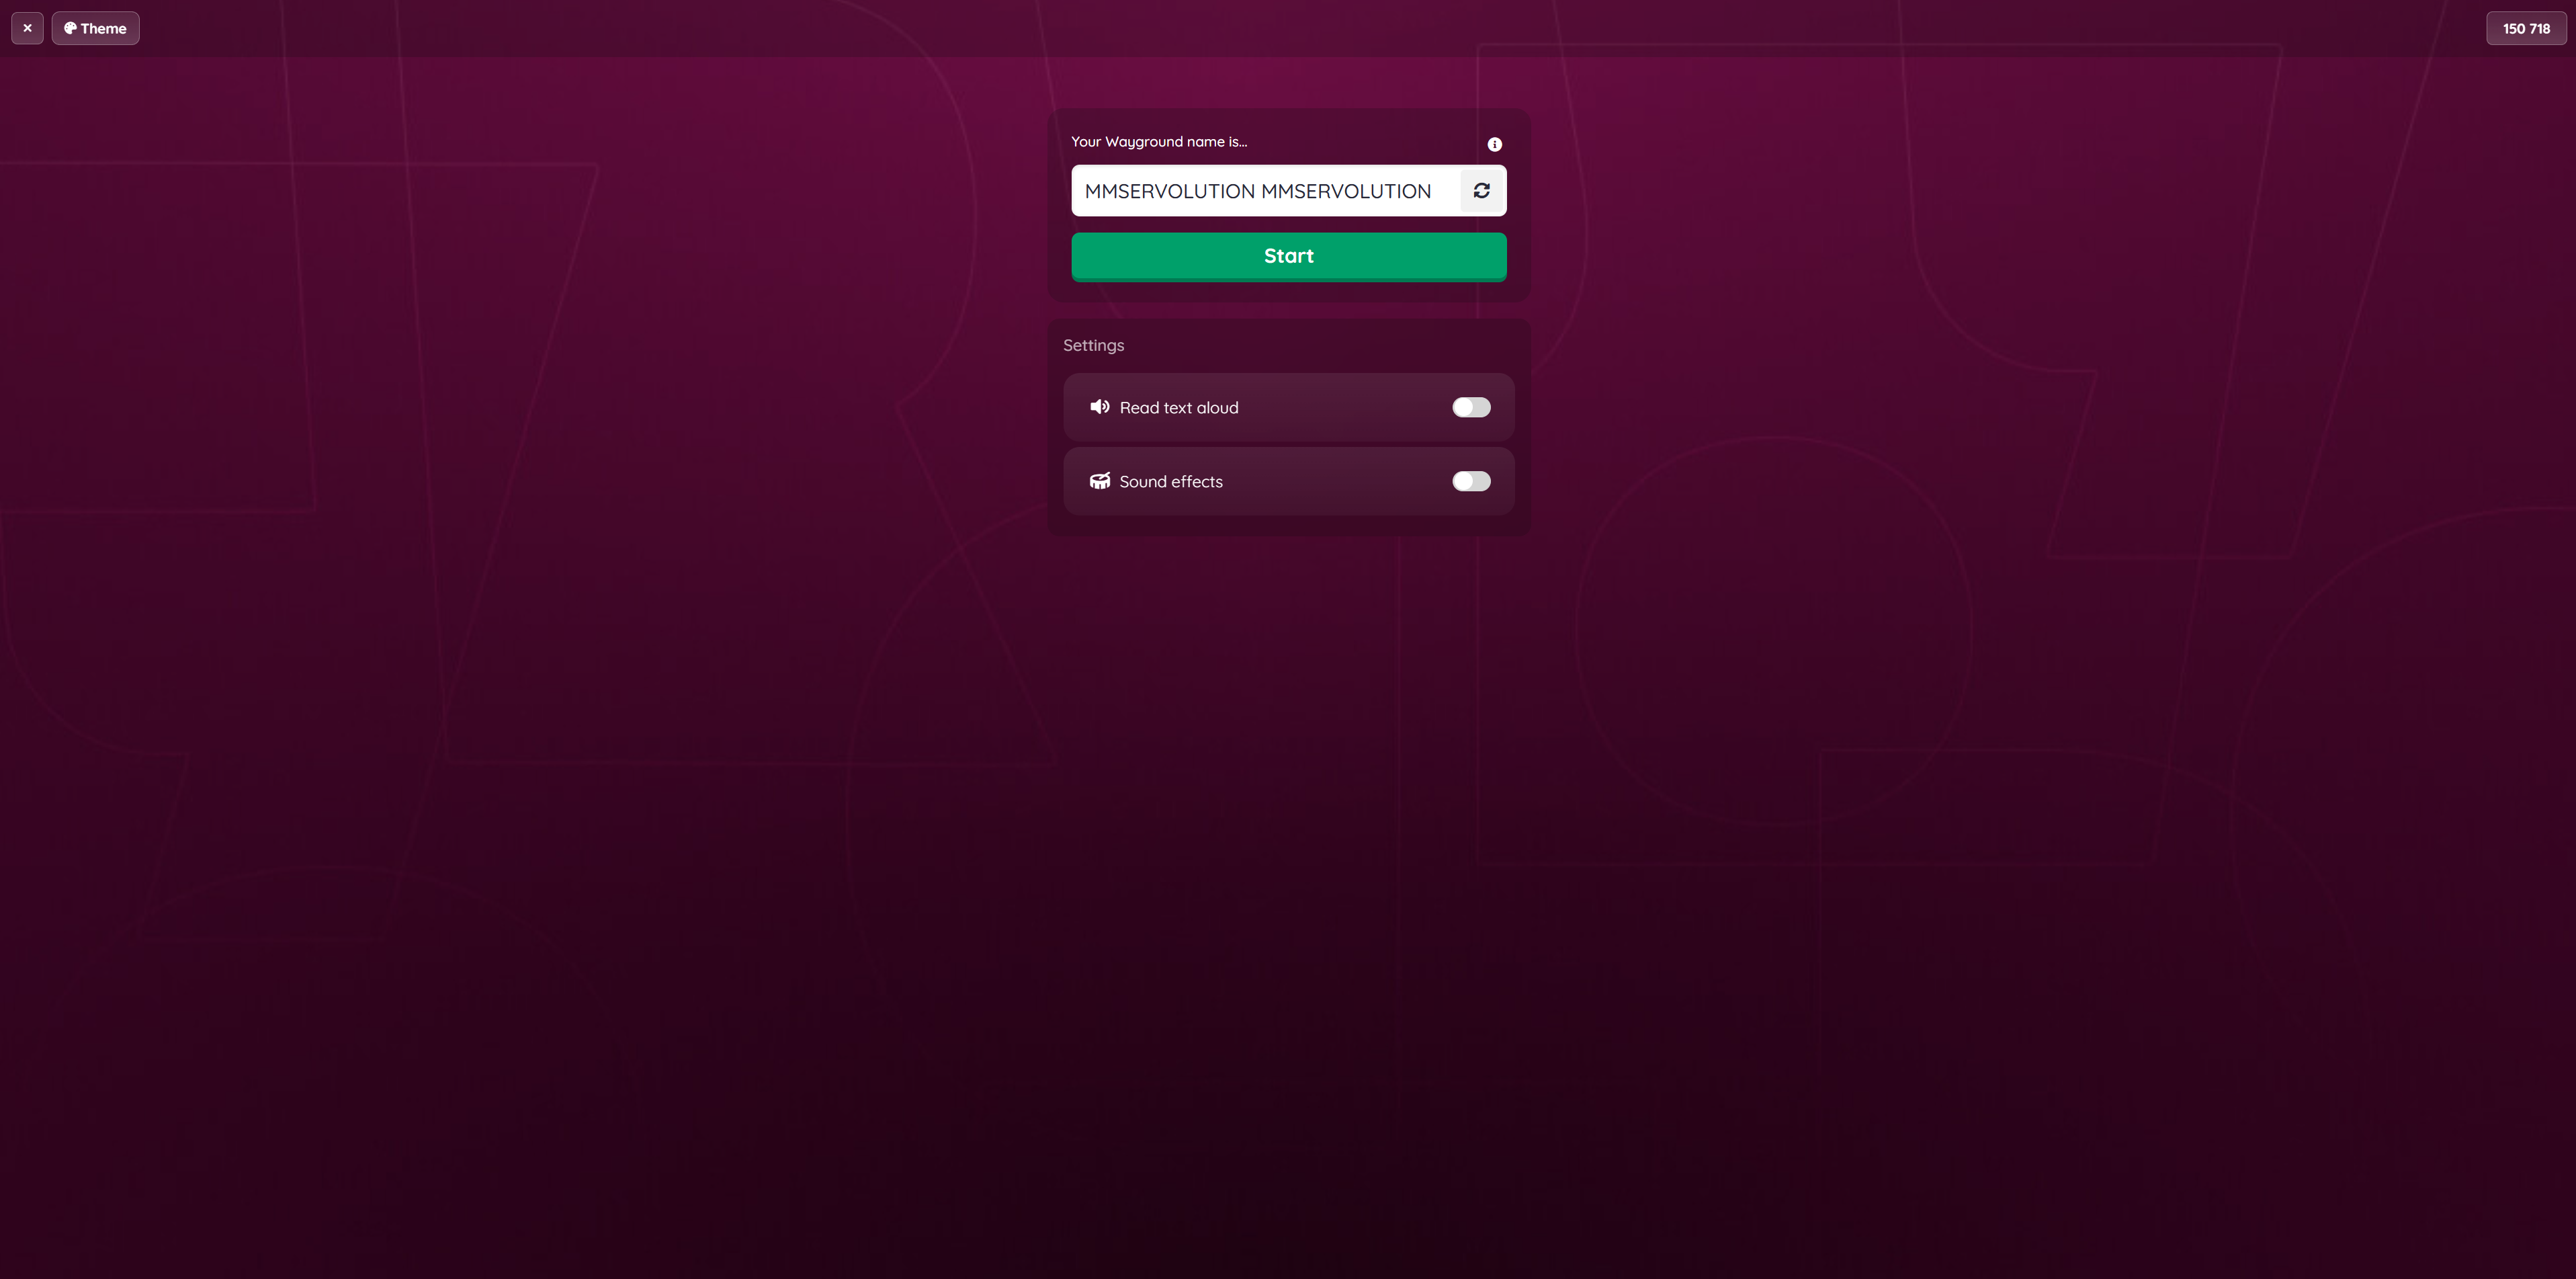 Theme
150 718
Your Wayground name is...
MMSERVOLUTION MMSERVOLUTION
Start
Settings
Read text aloud
Sound effects